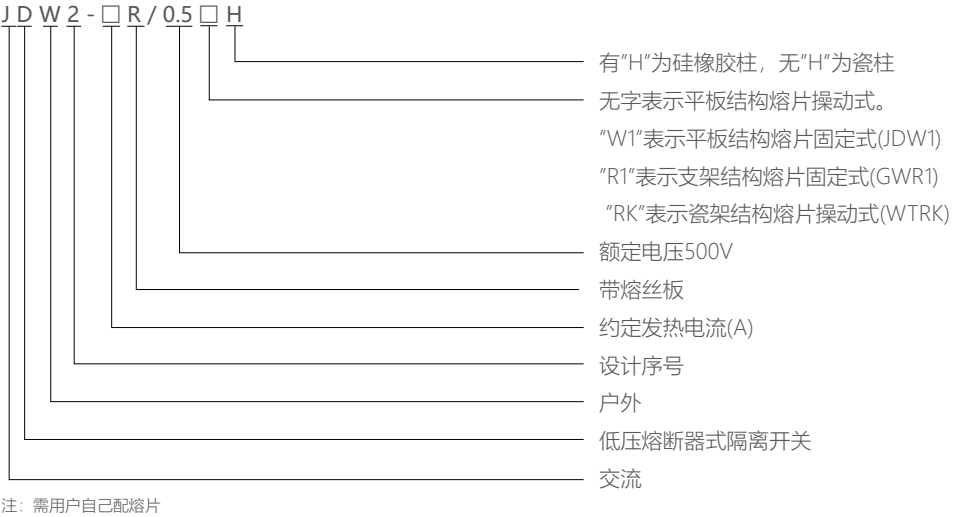 JDW2-□R/0.5□H
有"H"为硅橡胶柱，无"H"为瓷柱
无字表示平板结构熔片操动式。
"W1"表示平板结构熔片固定式(JDW1)
"R1"表示支架结构熔片固定式(GWR1)
"RK"表示瓷架结构熔片操动式(WTRK)
额定电压500V
带熔丝板
约定发热电流(A)
设计序号
户外
低压熔断器式隔离开关
交流
注：需用户自己配熔片